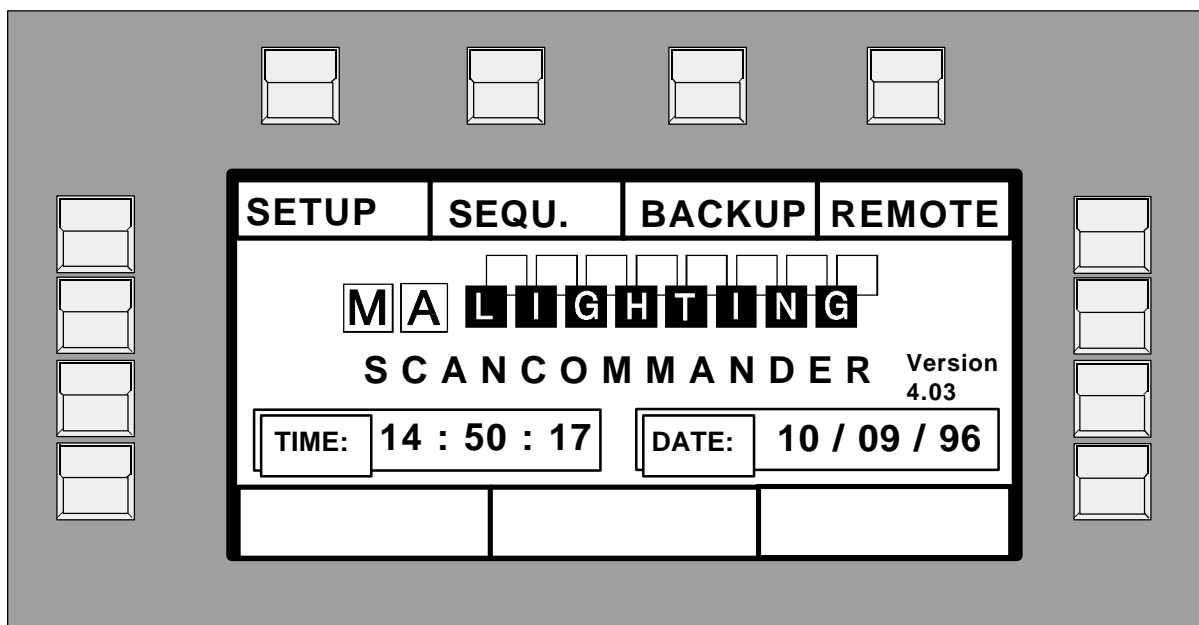 SETUP SEQU. BACKUP REMOTE
MA LIGHTING
SCANCOMMANDER Version 4.03
TIME: 14 : 50 : 17 DATE: 10 / 09 / 96